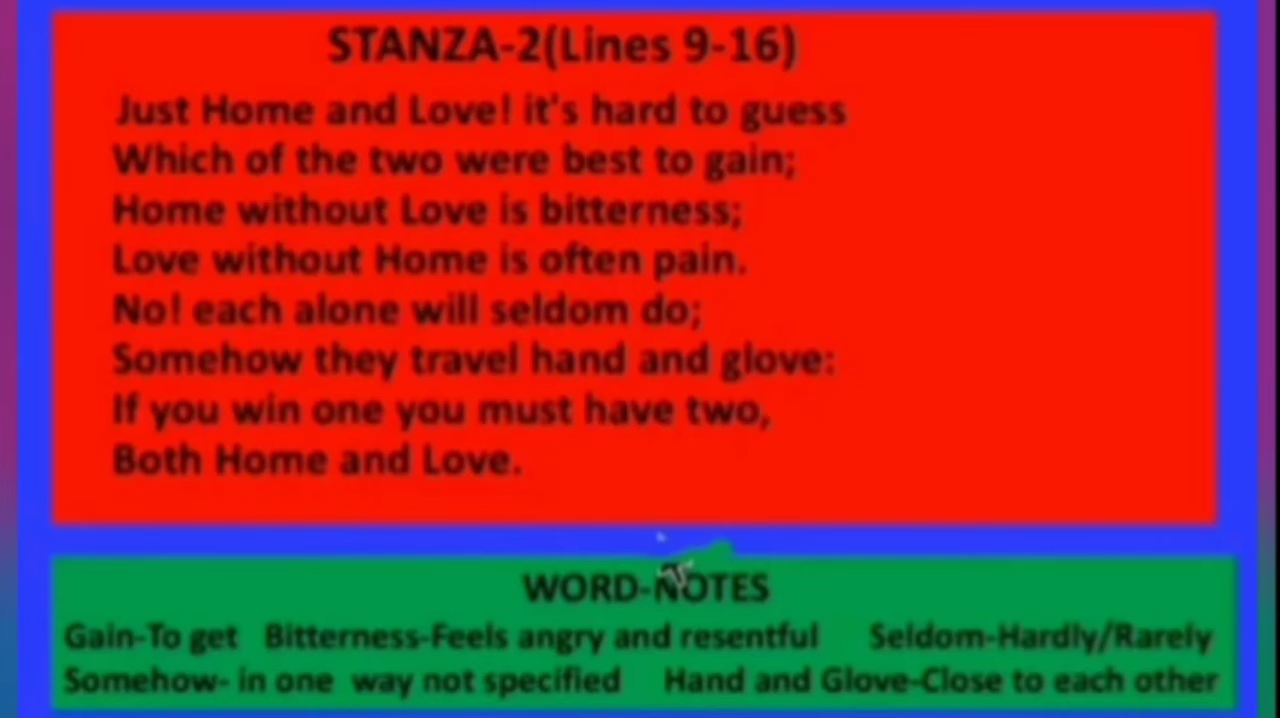 STANZA-2(Lines 9-16)
Just Home and Love! it's hard to guess
Which of the two were best to gain;
Home without Love is bitterness;
Love without Home is often pain.
No! each alone will seldom do;
Somehow they travel hand and glove:
If you win one you must have two,
Both Home and Love.
WORD-NOTES
Gain-To get Bitterness-Feels angry and resentful Seldom-Hardly/Rarely
Somehow- in one way not specified Hand and Glove-Close to each other